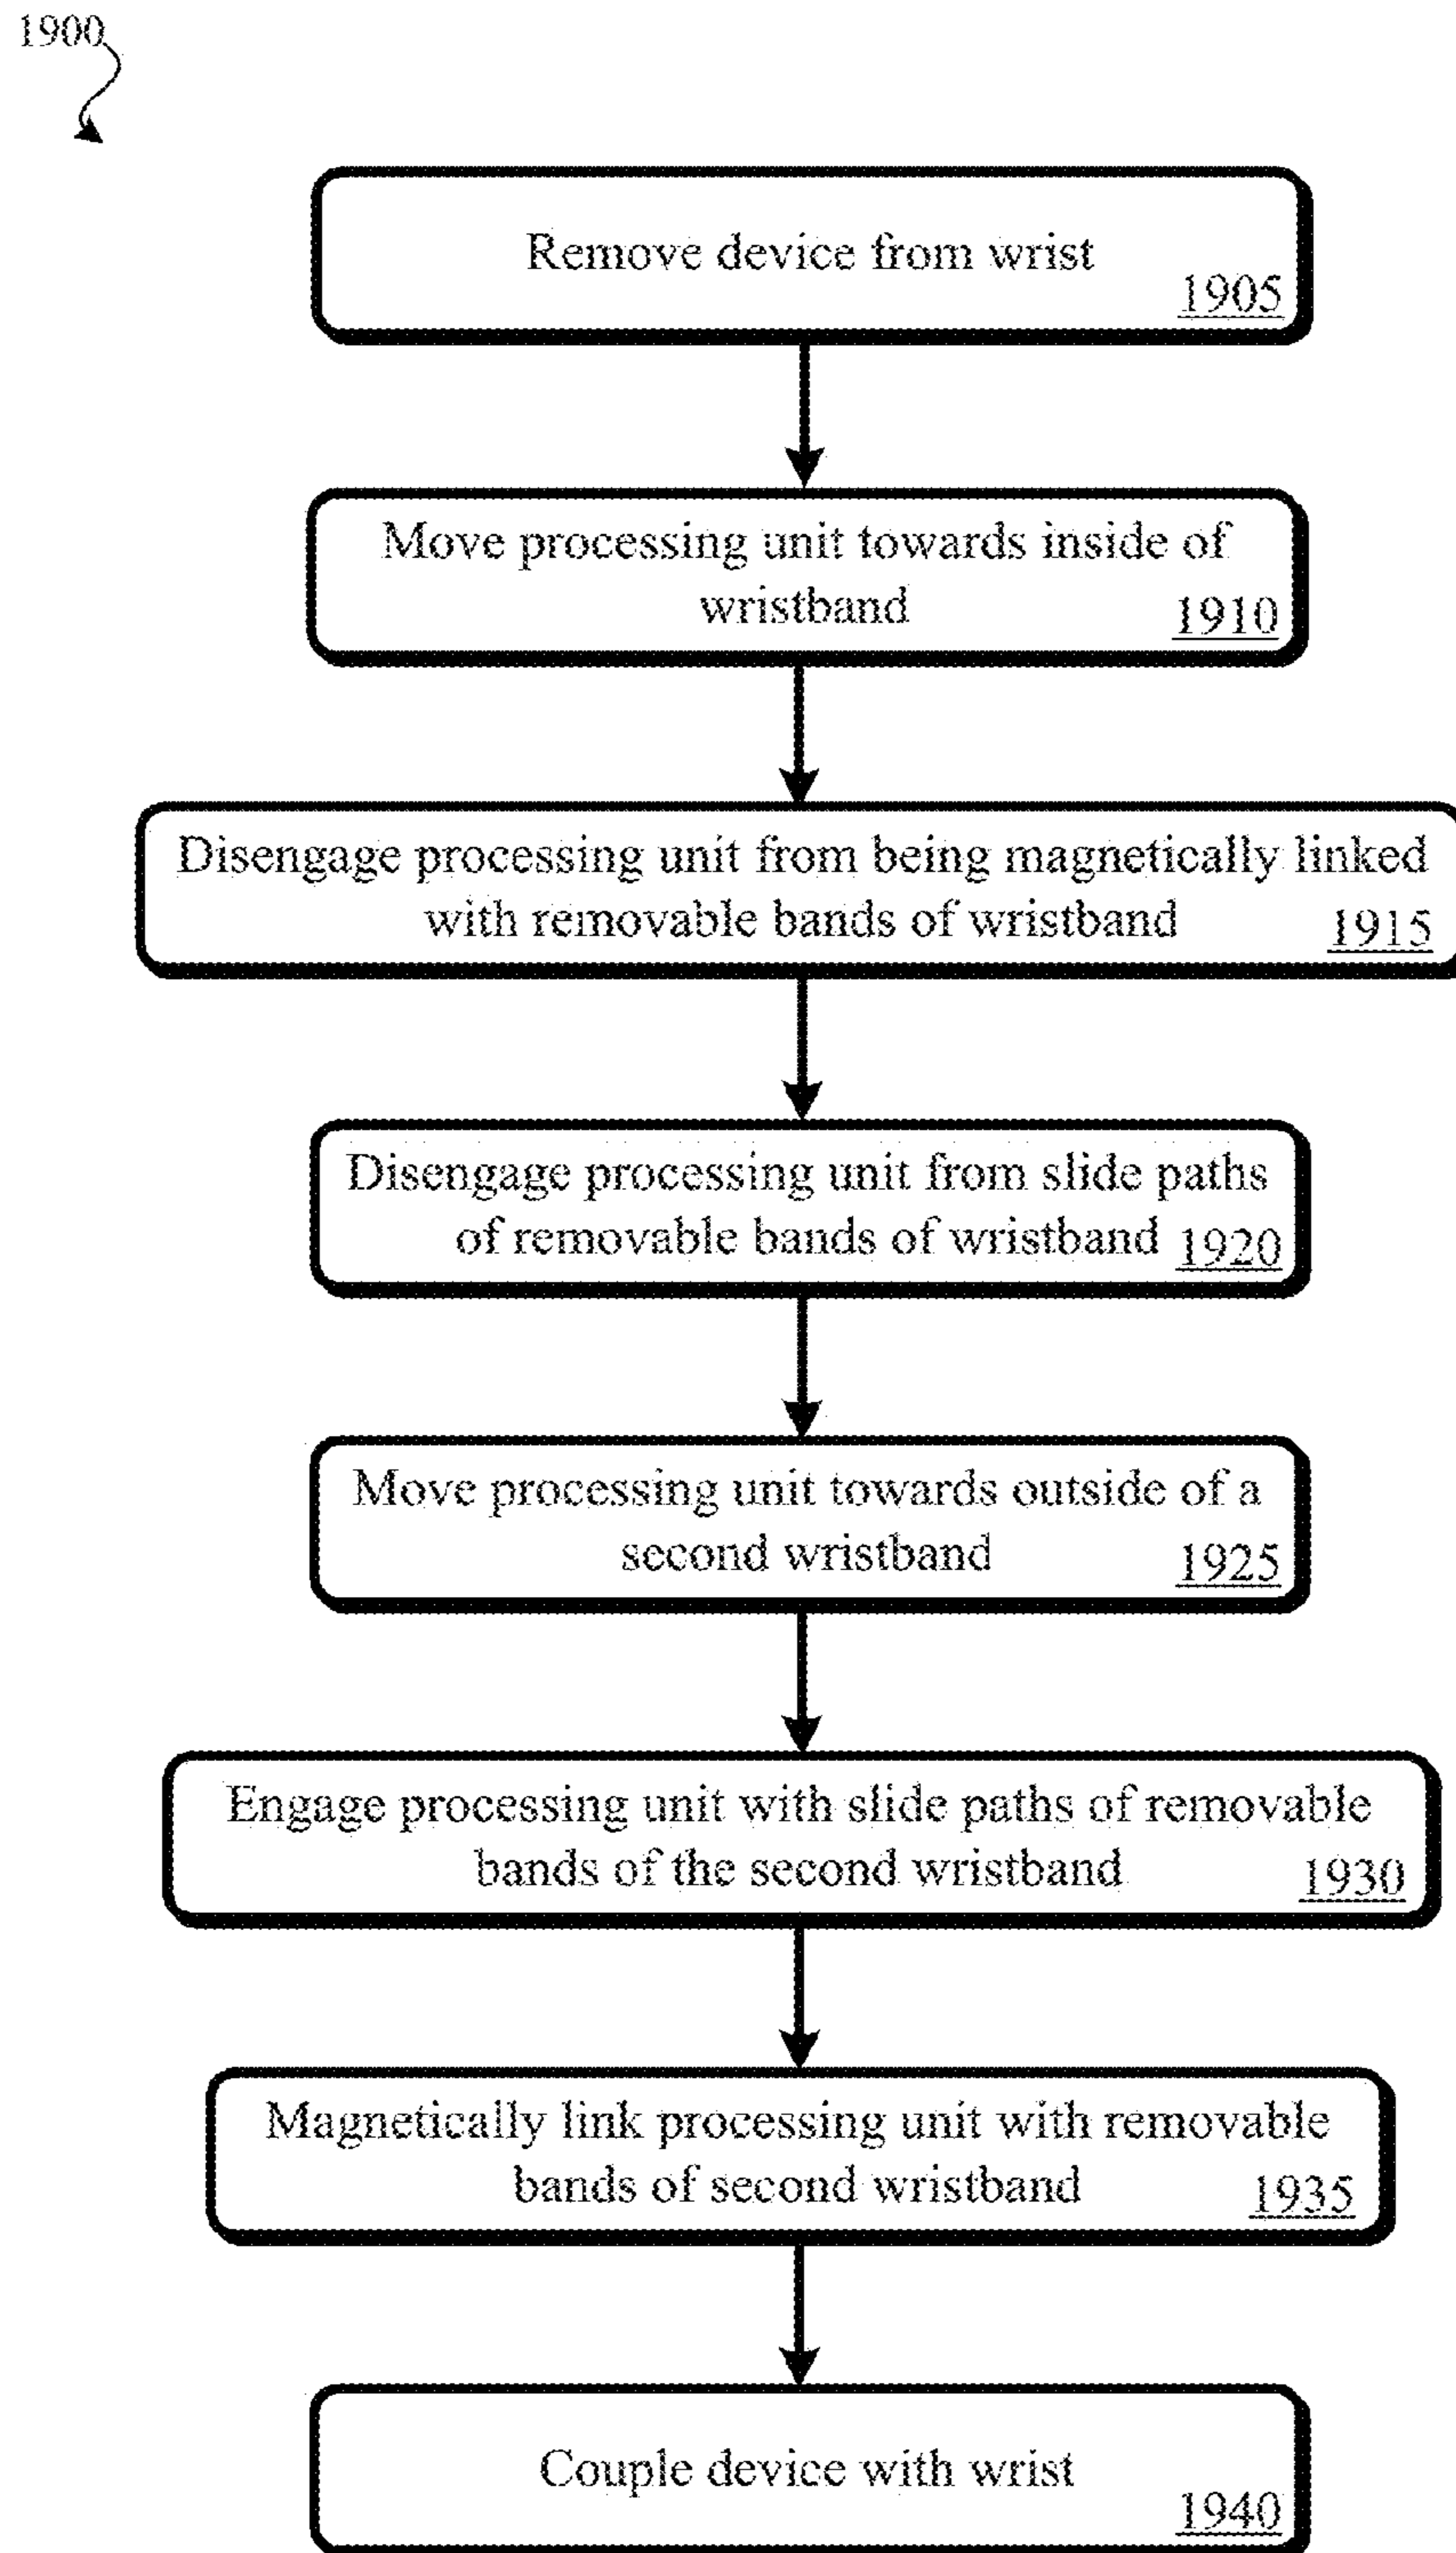 1900
Remove device from wrist
1905
Move processing unit towards inside of
wristband
1910
Disengage processing unit from being magnetically linked
with removable bands of wristband
1915
Disengage processing unit from slide paths
of removable bands of wristband
1920
Move processing unit towards outside of a
second wristband
1925
Engage processing unit with slide paths of removable
bands of the second wristband
1930
Magnetically link processing unit with removable
bands of second wristband
1935
Couple device with wrist
1940